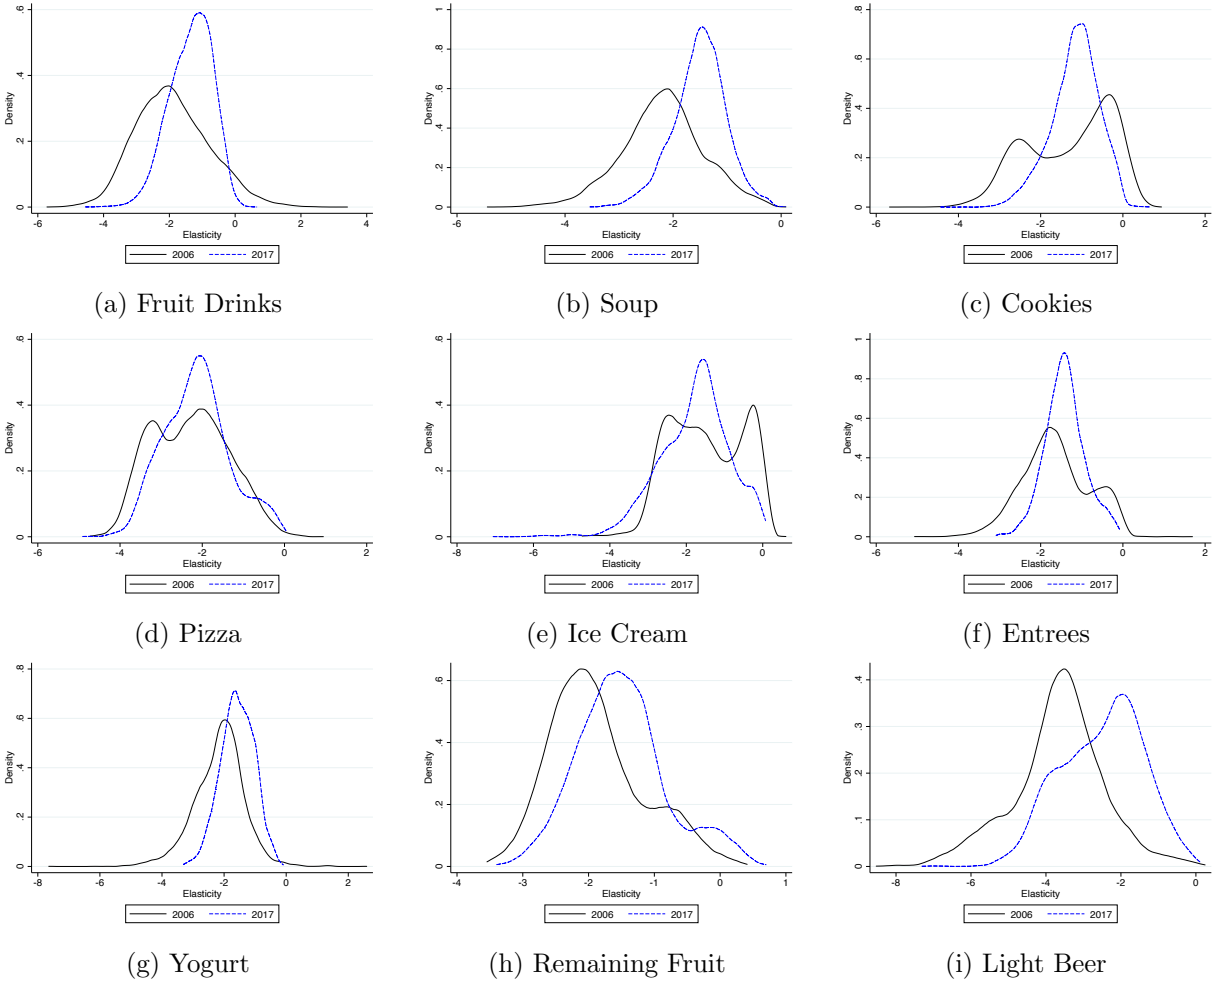 .6
.4
.2
0
Density
-6 -4 -2 0 2 4
Elasticity
2006 2017
(a) Fruit Drinks
1
.8
.6
.4
.2
0
Density
-6 -4 -2 0
Elasticity
2006 2017
(b) Soup
.8
.6
.4
.2
0
Density
-6 -4 -2 0 2
Elasticity
2006 2017
(c) Cookies
.6
.4
.2
0
Density
-6 -4 -2 0 2
Elasticity
2006 2017
(d) Pizza
.6
.4
.2
0
Density
-8 -6 -4 -2 0
Elasticity
2006 2017
(e) Ice Cream
1
.8
.6
.4
.2
0
Density
-6 -4 -2 0 2
Elasticity
2006 2017
(f) Entrees
.8
.6
.4
.2
0
Density
-8 -6 -4 -2 0 2
Elasticity
2006 2017
(g) Yogurt
.6
.4
.2
0
Density
-4 -3 -2 -1 0 1
Elasticity
2006 2017
(h) Remaining Fruit
.4
.3
.2
.1
0
Density
-8 -6 -4 -2 0
Elasticity
2006 2017
(i) Light Beer